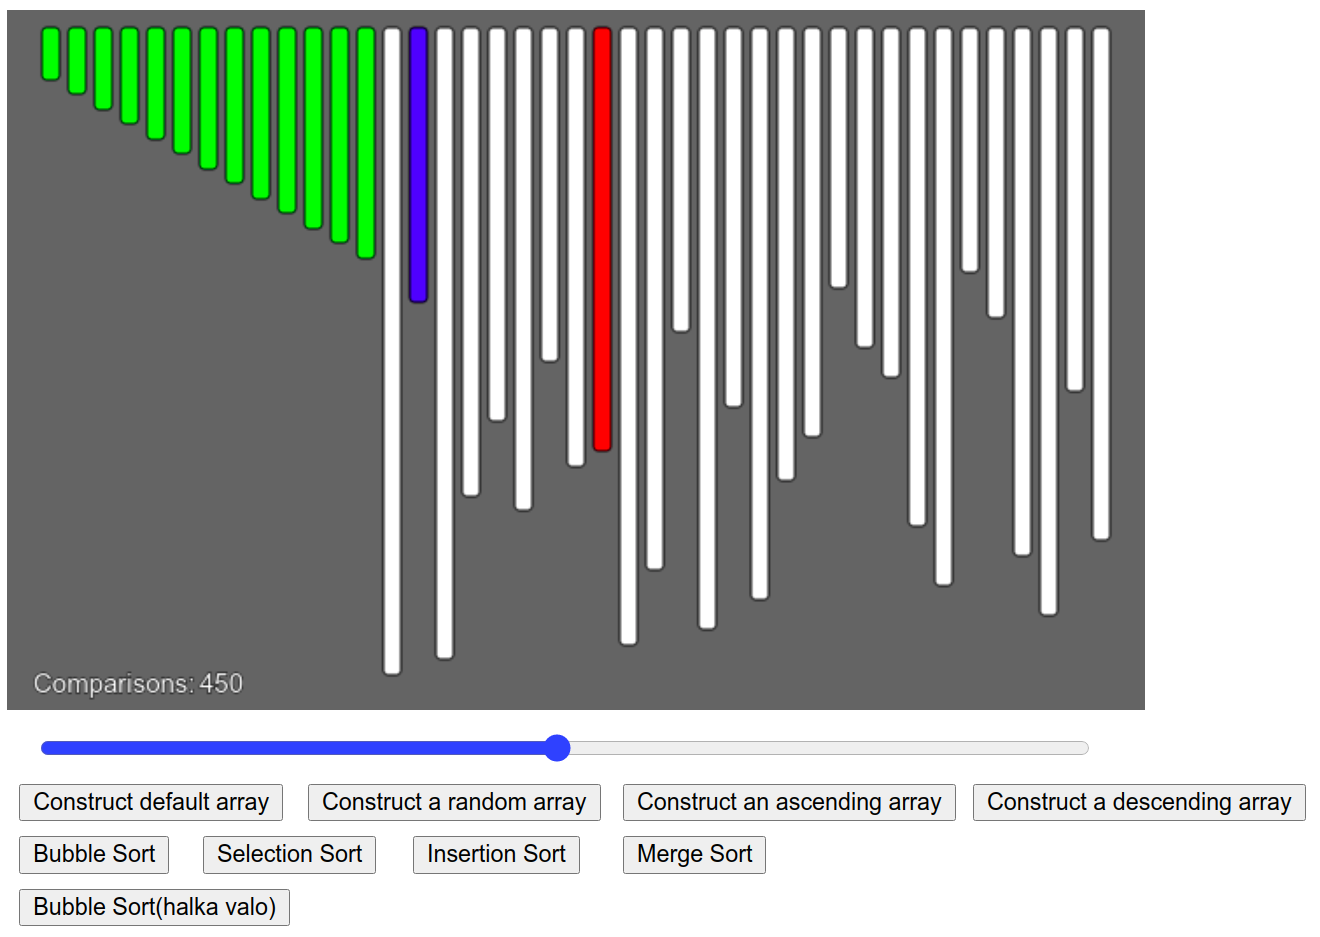 Comparisons: 450
Construct default array Construct a random array Construct an ascending array Construct a descending array
Bubble Sort Selection Sort Insertion Sort Merge Sort
Bubble Sort(halka valo)